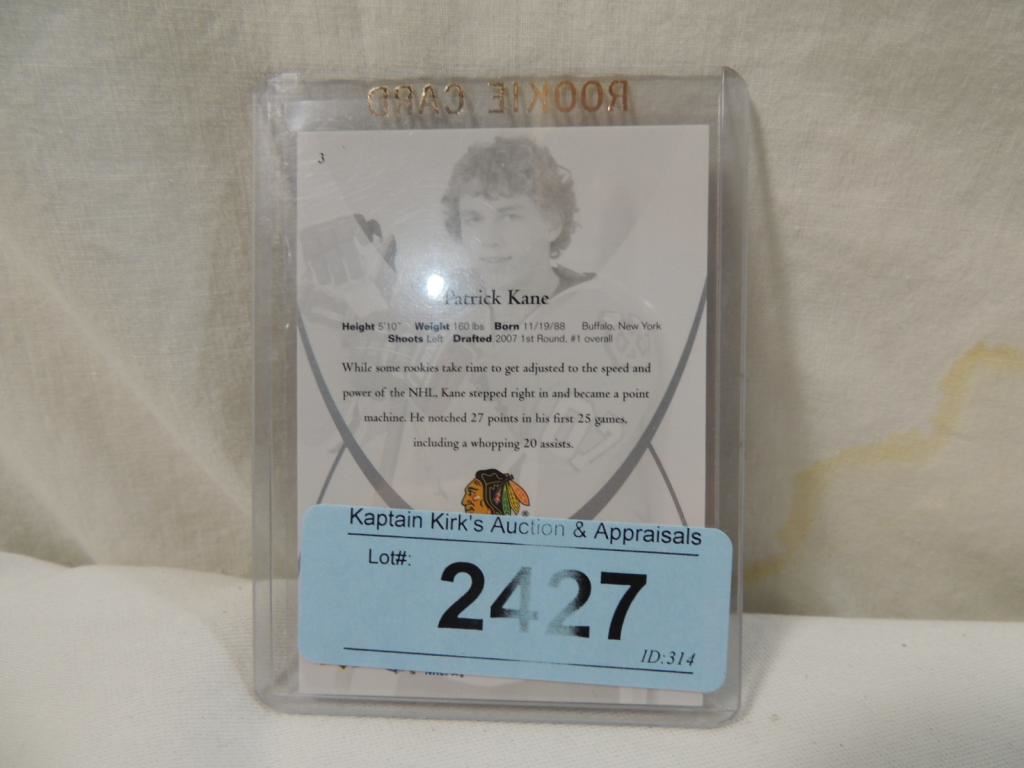 ROOKIE CARD
3
Patrick Kane
Height 5'10" Weight 160 lbs Born 11/19/88 Buffalo, New York
Shoots Left Drafted 2007 1st Round, #1 overall
While some rookies take time to get adjusted to the speed and
power of the NHL, Kane stepped right in and became a point
machine. He notched 27 points in his first 25 games,
including a whopping 20 assists.
®
Kaptain Kirk's Auction & Appraisals
Lot#:
2427
ID:314